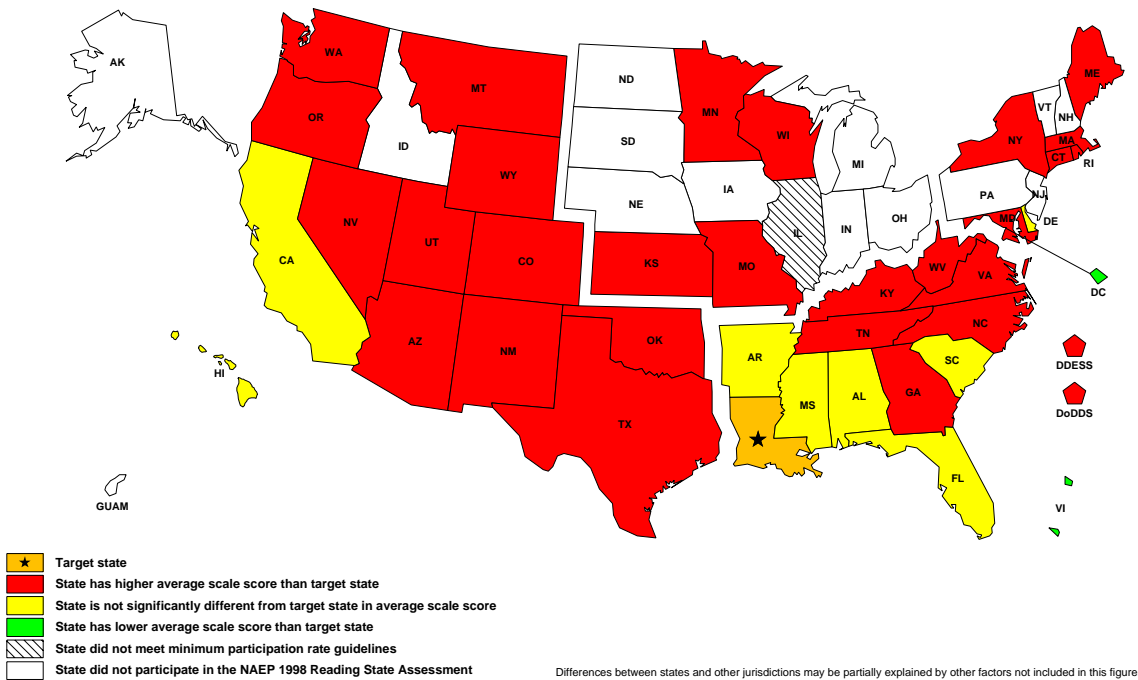 AK
WA
MT
ND
MN
ME
VT
NH
OR
ID
SD
WI
NY
MA
CT
RI
MI
WY
IA
PA
NJ
NE
OH
NV
IL
IN
MD
DE
UT
CO
CA
KS
MO
WV
VA
KY
DC
NC
TN
AZ
NM
OK
AR
SC
DDESS
HI
GA
MS
AL
DoDDS
TX
FL
GUAM
VI
Target state
State has higher average scale score than target state
State is not significantly different from target state in average scale score
State has lower average scale score than target state
State did not meet minimum participation rate guidelines
State did not participate in the NAEP 1998 Reading State Assessment
Differences between states and other jurisdictions may be partially explained by other factors not included in this figure